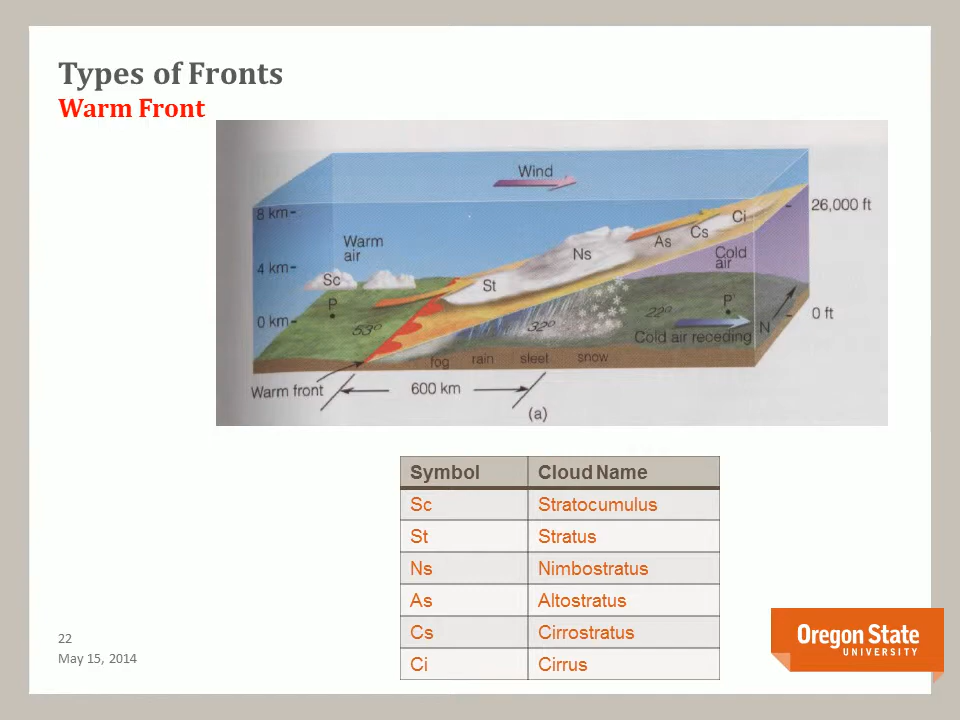 Types of Fronts
Warm Front
Wind
8 km-
26,000 ft
Warm
air
Ci
Cs
As
Ns
Cold
air
4 km-
Sc
St
P
P'
0 km-
53°
32°
22°
Cold air receding
N
0 ft
fog rain sleet snow
Warm front
600 km
(a)
Symbol Cloud Name
Sc Stratocumulus
St Stratus
Ns Nimbostratus
As Altostratus
Cs Cirrostratus
Ci Cirrus
22
May 15, 2014
Oregon State
UNIVERSITY